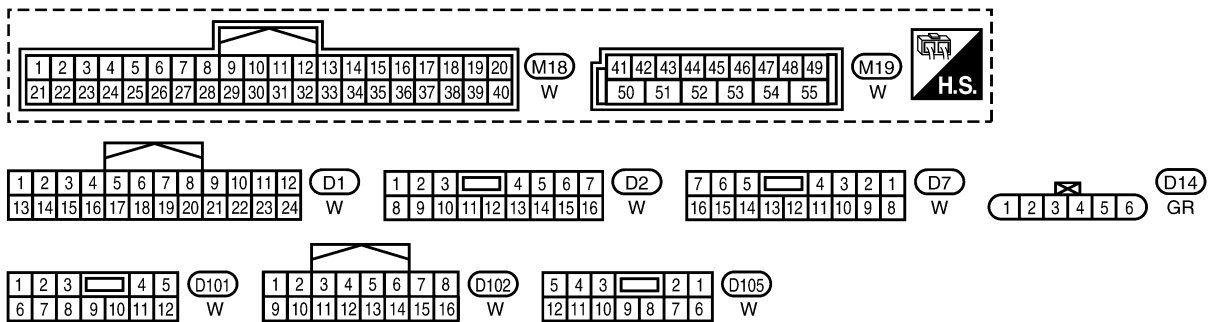 1 2 3 4 5 6 7 8 9 10 11 12 13 14 15 16 17 18 19 20 M18 41 42 43 44 45 46 47 48 49 M19
21 22 23 24 25 26 27 28 29 30 31 32 33 34 35 36 37 38 39 40 W 50 51 52 53 54 55 W H.S.
1 2 3 4 5 6 7 8 9 10 11 12 D1 1 2 3 4 5 6 7 D2 7 6 5 4 3 2 1 D7 D14
13 14 15 16 17 18 19 20 21 22 23 24 W 8 9 10 11 12 13 14 15 16 W 16 15 14 13 12 11 10 9 8 W 1 2 3 4 5 6 GR
1 2 3 4 5 D101 1 2 3 4 5 6 7 8 D102 5 4 3 2 1 D105
6 7 8 9 10 11 12 W 9 10 11 12 13 14 15 16 W 12 11 10 9 8 7 6 W